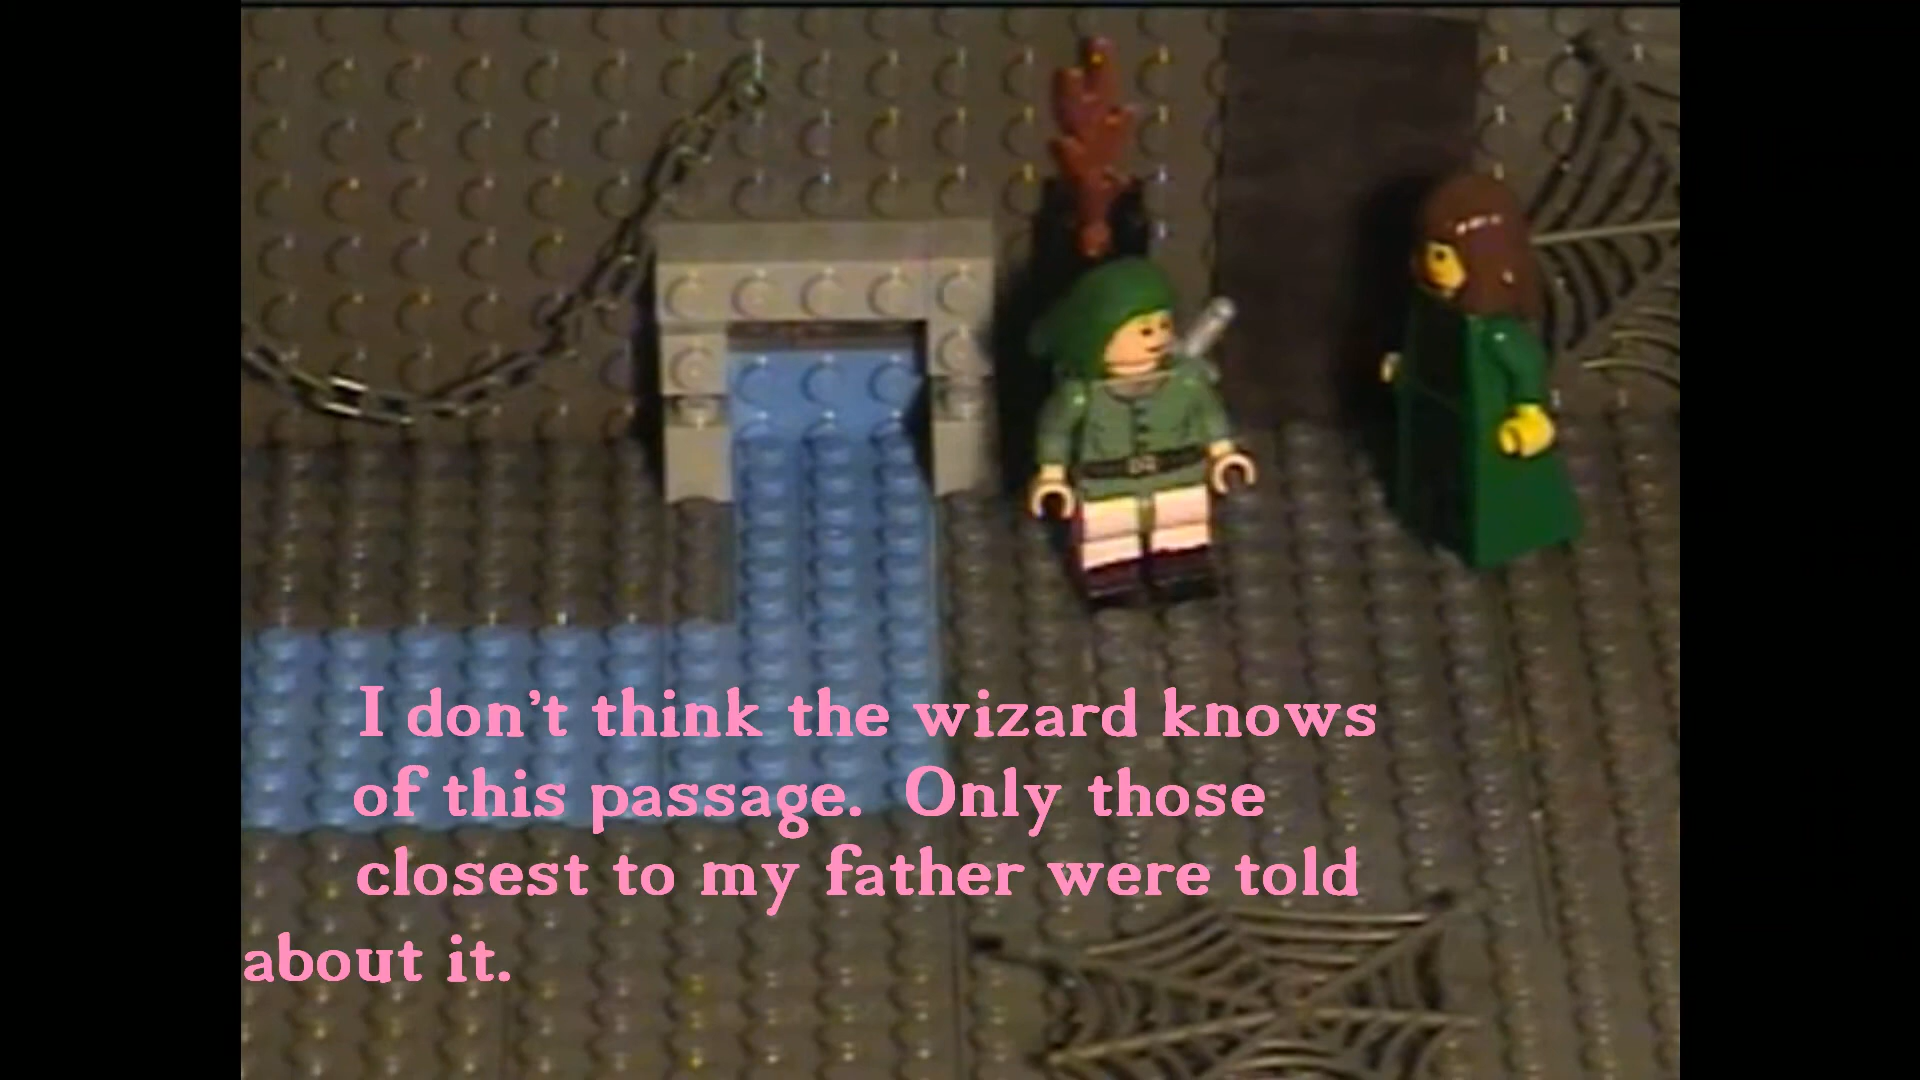 I don't think the wizard knows
of this passage.  Only those
closest to my father were told
about it.